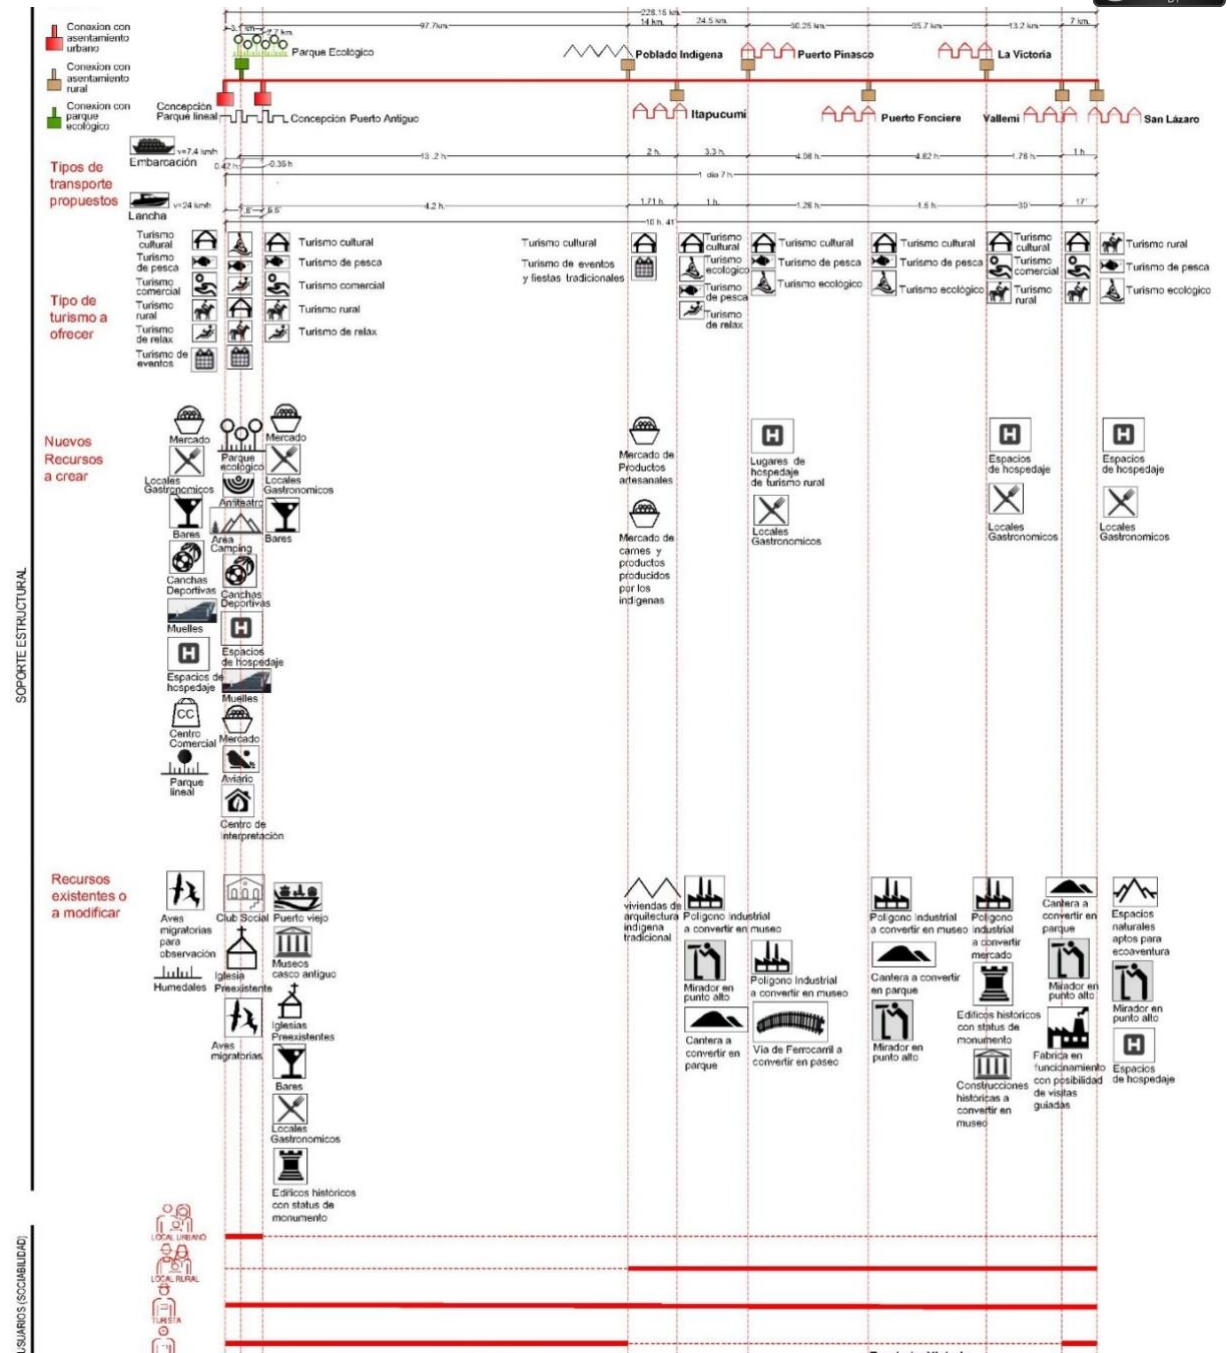 Conexion con
asentamiento
urbano
Conexion con
asentamiento
rural
Conexion con
parque
ecológico
228.15 km.
97.7km.
14 km.
24.5 km.
35.7 km
13.2 km.
7 km.
Parque Ecológico
Poblado Indígena
Puerto Pinasco
La Victoria
Concepción
Parque lineal
Concepción Puerto Antiguo
Itapucumí
Puerto Fonciere
Vallemi
San Lázaro
Tipos de
transporte
propuestos
Embarcación
v=7.4 km/h
13.2 h.
2 h.
3.3 h.
4.82 h.
1.78 h.
1 h.
1 día 7 h.
Lancha
v=24 km/h
4.2 h.
1.71 h.
1 h.
1.26 h.
1.5 h.
30'
17'
10 h. 41'
Tipo de
turismo a
ofrecer
Turismo
cultural
Turismo
de pesca
Turismo
comercial
Turismo
rural
Turismo
de relax
Turismo de
eventos
Turismo cultural
Turismo de pesca
Turismo comercial
Turismo rural
Turismo de relax
Turismo cultural
Turismo de eventos
y fiestas tradicionales
Turismo
cultural
Turismo
ecologico
Turismo
de pesca
Turismo
de relax
Turismo cultural
Turismo de pesca
Turismo ecológico
Turismo cultural
Turismo de pesca
Turismo ecológico
Turismo
cultural
Turismo
comercial
Turismo
rural
Turismo rural
Turismo de pesca
Turismo ecológico
Nuevos
Recursos
a crear
Mercado
Locales
Gastronomicos
Bares
Canchas
Deportivas
Muelles
Espacios de
hospedaje
CC
Centro
Comercial
Parque
lineal
Parque
ecológico
Anfiteatro
Area
Camping
Canchas
Deportivas
H
Espacios
de hospedaje
Muelles
Mercado
Aviario
Centro de
Interpretación
Mercado
Locales
Gastronomicos
Bares
Mercado de
Productos
artesanales
Mercado de
carnes y
productos
producidos
por los
indígenas
H
Lugares de
hospedaje
de turismo rural
Locales
Gastronomicos
H
Espacios
de hospedaje
Locales
Gastronomicos
H
Espacios
de hospedaje
Locales
Gastronomicos
SOPORTE ESTRUCTURAL
Recursos
existentes o
a modificar
Aves
migratorias
para
observación
Humedales
Club Social
Iglesia
Preexistente
Aves
migratorias
Puerto viejo
Museos
casco antiguo
Iglesias
Preexistentes
Bares
Locales
Gastronomicos
Edificos históricos
con status de
monumento
viviendas de
arquitectura
indígena
tradicional
Poligono Industrial
a convertir en museo
Mirador en
punto alto
Cantera a
convertir en
parque
Poligono Industrial
a convertir en museo
Via de Ferrocarril a
convertir en paseo
Poligono Industrial
a convertir en museo
Cantera a convertir
en parque
Mirador en
punto alto
Poligono
Industrial
a convertir
mercado
Edificos históricos
con status de
monumento
Construcciones
históricas a
convertir en
museo
Cantera a
convertir en
parque
Mirador en
punto alto
Fabrica en
funcionamiento
con posibilidad
de visitas
guiadas
Espacios
naturales
aptos para
ecoaventura
Mirador en
punto alto
H
Espacios
de hospedaje
USUARIOS (SOCIABILIDAD)
LOCAL URBANO
LOCAL RURAL
TURISTA